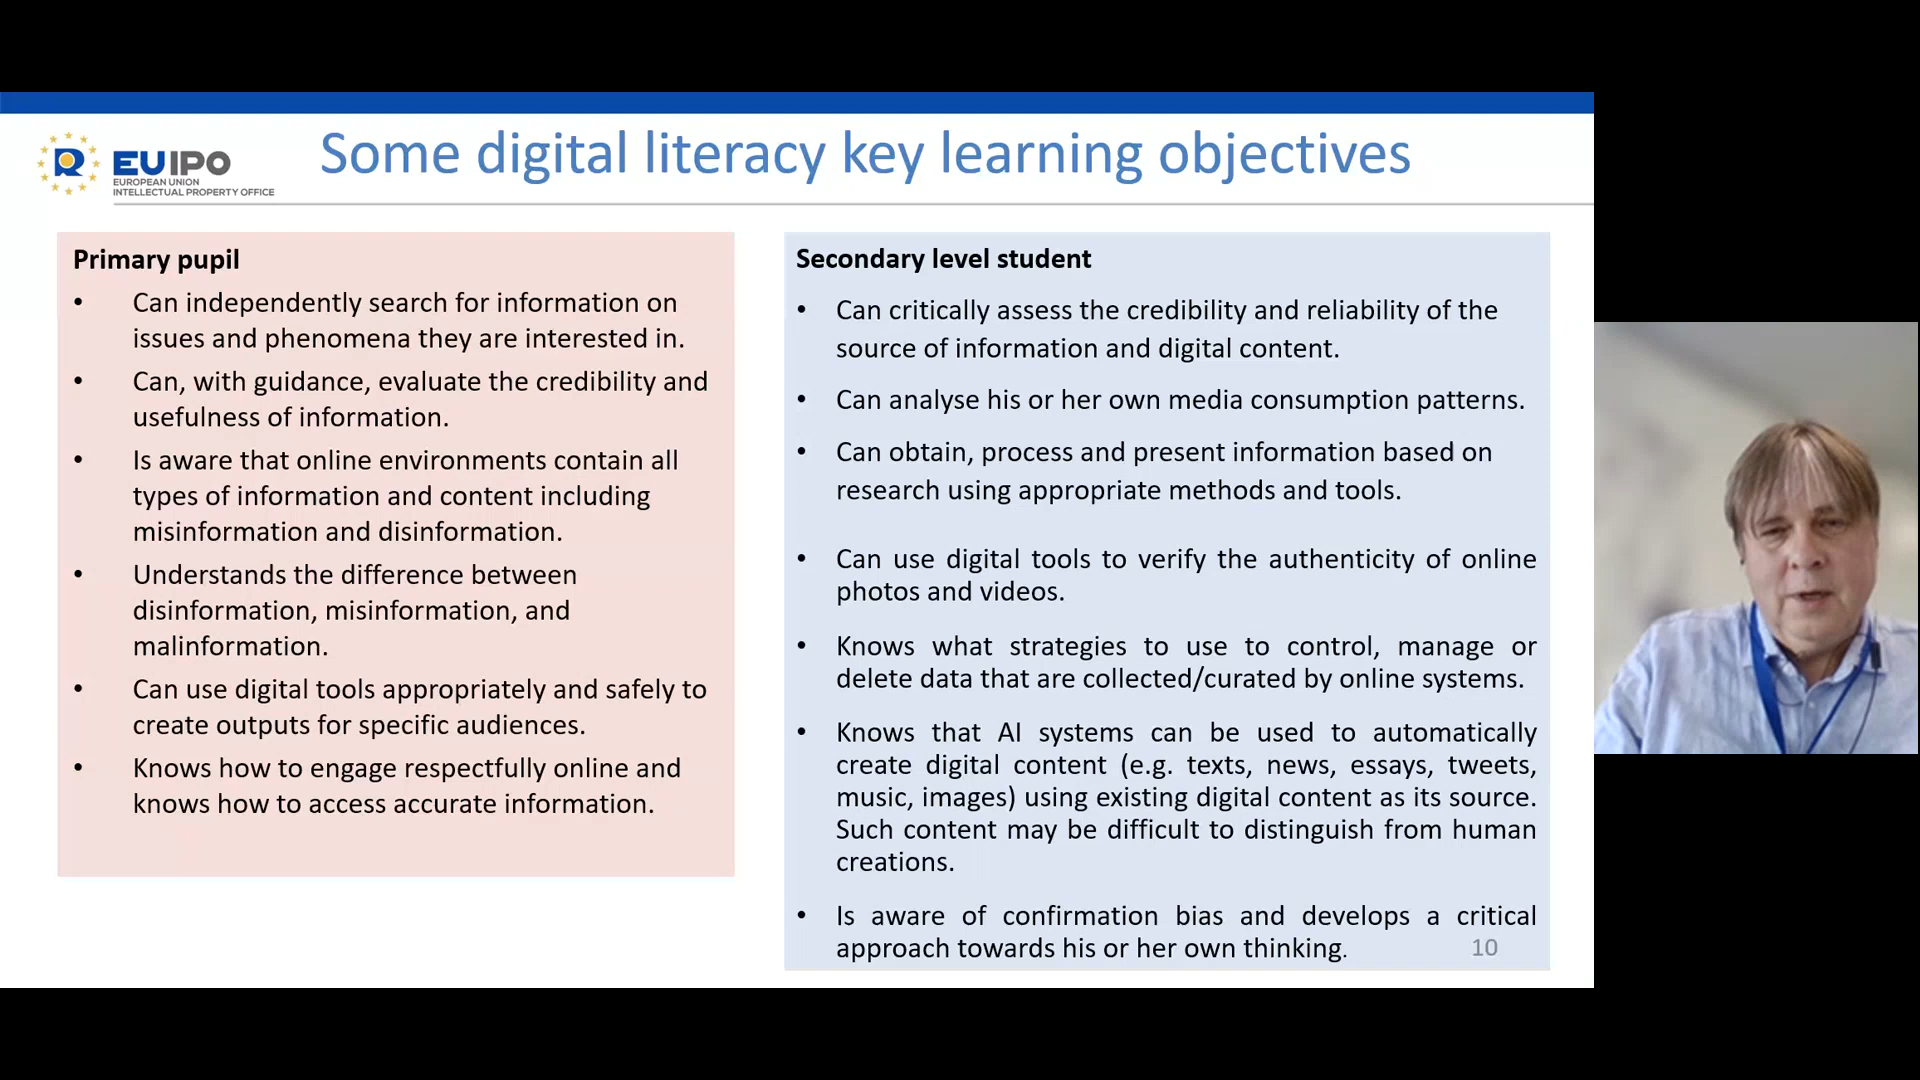 EUIPO
EUROPEAN UNION
INTELLECTUAL PROPERTY OFFICE
Some digital literacy key learning objectives
Primary pupil
• Can independently search for information on
issues and phenomena they are interested in.
• Can, with guidance, evaluate the credibility and
usefulness of information.
• Is aware that online environments contain all
types of information and content including
misinformation and disinformation.
• Understands the difference between
disinformation, misinformation, and
malinformation.
• Can use digital tools appropriately and safely to
create outputs for specific audiences.
• Knows how to engage respectfully online and
knows how to access accurate information.
Secondary level student
• Can critically assess the credibility and reliability of the
source of information and digital content.
• Can analyse his or her own media consumption patterns.
• Can obtain, process and present information based on
research using appropriate methods and tools.
• Can use digital tools to verify the authenticity of online
photos and videos.
• Knows what strategies to use to control, manage or
delete data that are collected/curated by online systems.
• Knows that AI systems can be used to automatically
create digital content (e.g. texts, news, essays, tweets,
music, images) using existing digital content as its source.
Such content may be difficult to distinguish from human
creations.
• Is aware of confirmation bias and develops a critical
approach towards his or her own thinking.
10